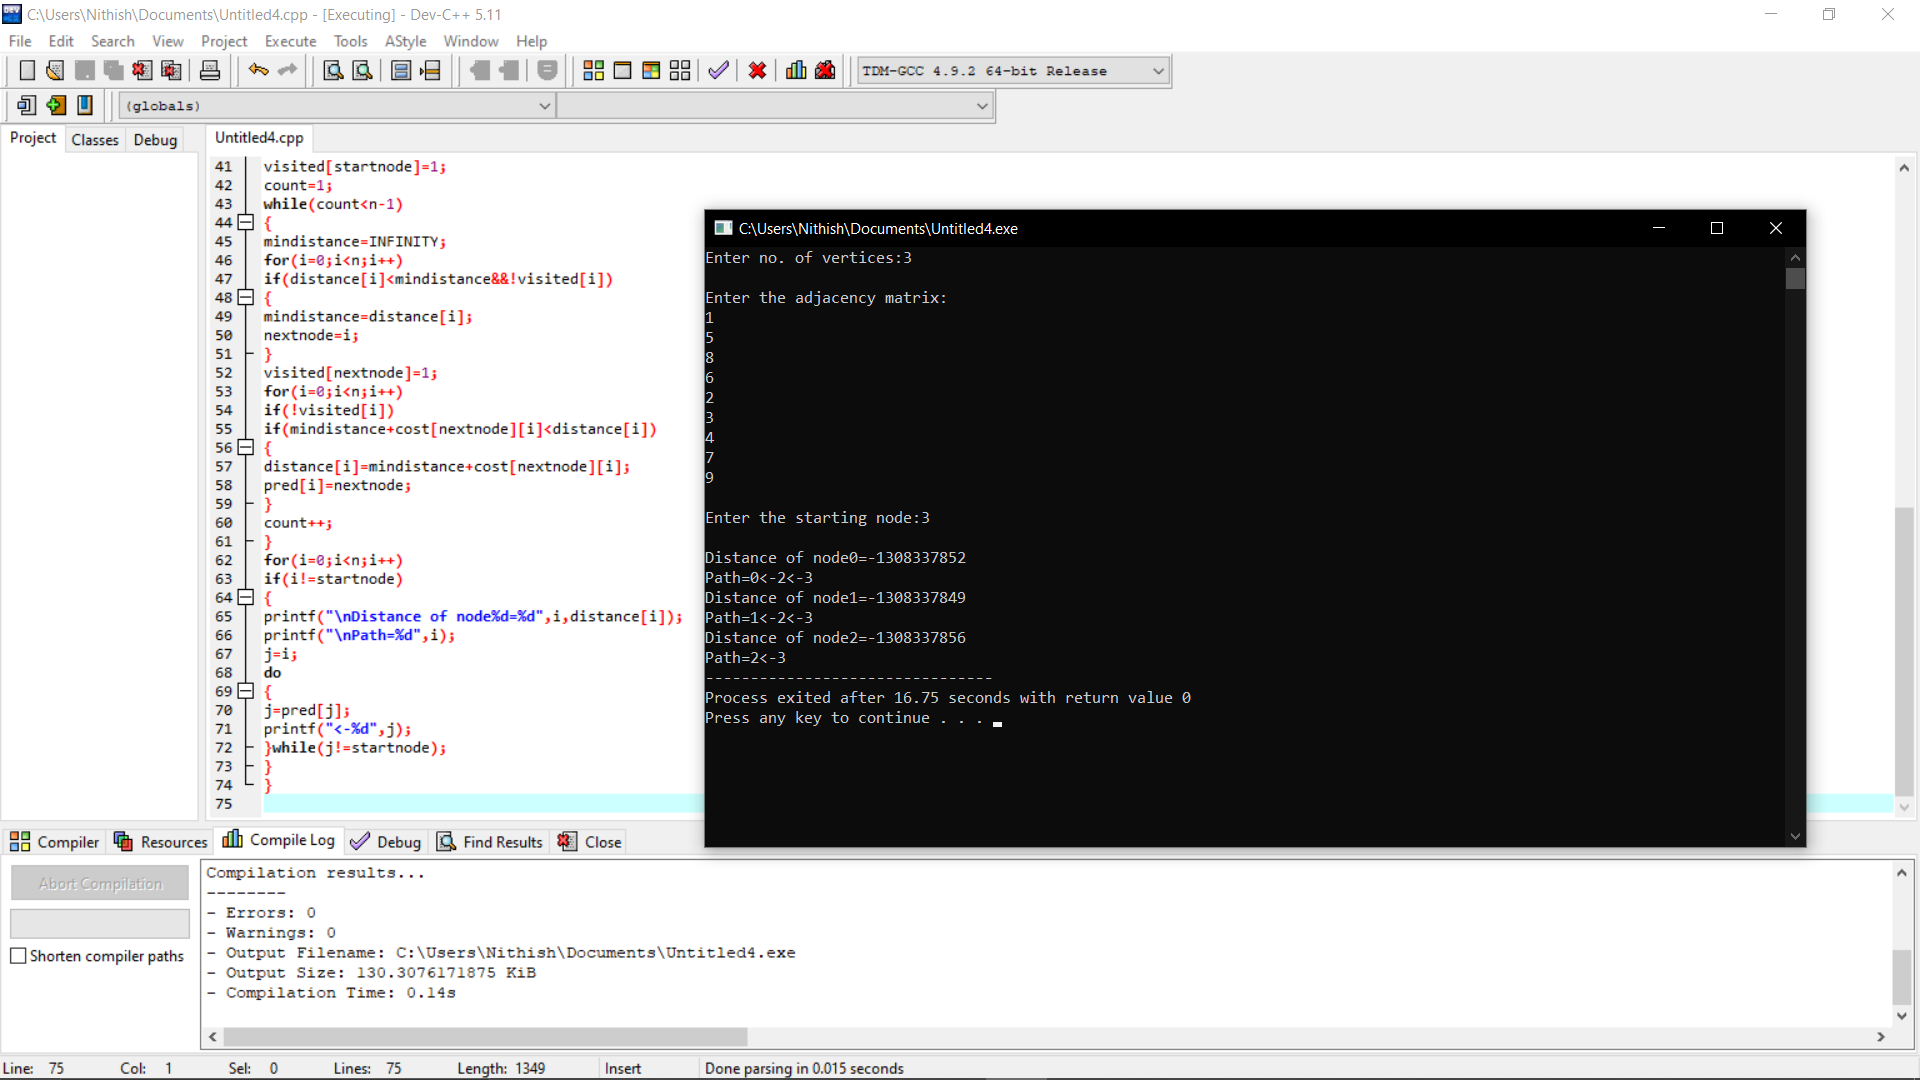 C:\Users\Nithish\Documents\Untitled4.cpp - [Executing] - Dev-C++ 5.11
File Edit Search View Project Execute Tools AStyle Window Help
TDM-GCC 4.9.2 64-bit Release
(globals)
Project Classes Debug
Untitled4.cpp
41 visited[startnode]=1;
42 count=1;
43 while(count<n-1)
44 {
45 mindistance=INFINITY;
46 for(i=0;i<n;i++)
47 if(distance[i]<mindistance&&!visited[i])
48 {
49 mindistance=distance[i];
50 nextnode=i;
51 }
52 visited[nextnode]=1;
53 for(i=0;i<n;i++)
54 if(!visited[i])
55 if(mindistance+cost[nextnode][i]<distance[i])
56 {
57 distance[i]=mindistance+cost[nextnode][i];
58 pred[i]=nextnode;
59 }
60 count++;
61 }
62 for(i=0;i<n;i++)
63 if(i!=startnode)
64 {
65 printf("\nDistance of node%d=%d",i,distance[i]);
66 printf("\nPath=%d",i);
67 j=i;
68 do
69 {
70 j=pred[j];
71 printf("<-%d",j);
72 }while(j!=startnode);
73 }
74 }
75
C:\Users\Nithish\Documents\Untitled4.exe
Enter no. of vertices:3
Enter the adjacency matrix:
1
5
8
6
2
3
4
7
9
Enter the starting node:3
Distance of node0=-1308337852
Path=0<-2<-3
Distance of node1=-1308337849
Path=1<-2<-3
Distance of node2=-1308337856
Path=2<-3
--------------------------------
Process exited after 16.75 seconds with return value 0
Press any key to continue . . .
Compiler Resources Compile Log Debug Find Results Close
Abort Compilation
Shorten compiler paths
Compilation results...
--------
- Errors: 0
- Warnings: 0
- Output Filename: C:\Users\Nithish\Documents\Untitled4.exe
- Output Size: 130.3076171875 KiB
- Compilation Time: 0.14s
Line: 75 Col: 1 Sel: 0 Lines: 75 Length: 1349 Insert Done parsing in 0.015 seconds